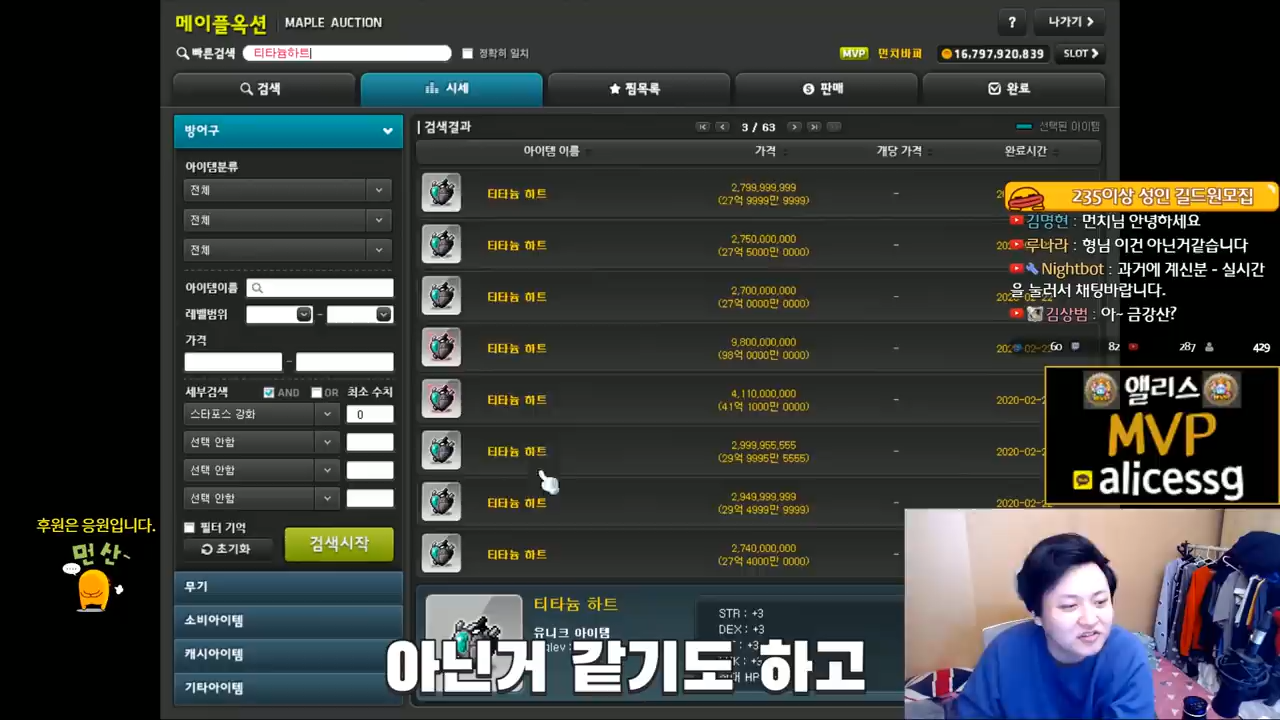 메이플옥션 MAPLE AUCTION
? 나가기
빠른검색 티타늄하트 정확히 일치
MVP 먼치바퍼 16,797,920,839 SLOT
검색 시세 찜목록 판매 완료
방어구
아이템분류
전체
전체
전체
아이템이름
레벨범위 -
가격
-
세부검색 AND OR 최소 수치
스타포스 강화 0
선택 안함
선택 안함
선택 안함
필터 기억
초기화 검색시작
무기
소비아이템
캐시아이템
기타아이템
검색결과 3 / 63 선택된 아이템
아이템 이름 가격 개당 가격 완료시간
티타늄 하트 2,799,999,999 -
(27억 9999만 9999)
티타늄 하트 2,750,000,000 -
(27억 5000만 0000)
티타늄 하트 2,700,000,000 -
(27억 0000만 0000)
티타늄 하트 9,800,000,000 -
(98억 0000만 0000)
티타늄 하트 4,110,000,000 - 2020-02-2
(41억 1000만 0000)
티타늄 하트 2,999,955,555 - 2020-02-2
(29억 9995만 5555)
티타늄 하트 2,949,999,999 - 2020-02-2
(29억 4999만 9999)
티타늄 하트 2,740,000,000 -
(27억 4000만 0000)
티타늄 하트
유니크 아이템
STR : +3
DEX : +3
235이상 성인 길드원모집
김명현 : 먼치님 안녕하세요
루나라 : 형님 이건 아닌거같습니다
Nightbot : 과거에 계신분 - 실시간
을 눌러서 채팅바랍니다.
김상범 : 아~ 금강산?
60 82 287 429
앨리스
MVP
alicessg
후원은 응원입니다.
먼산~
아닌거 같기도 하고